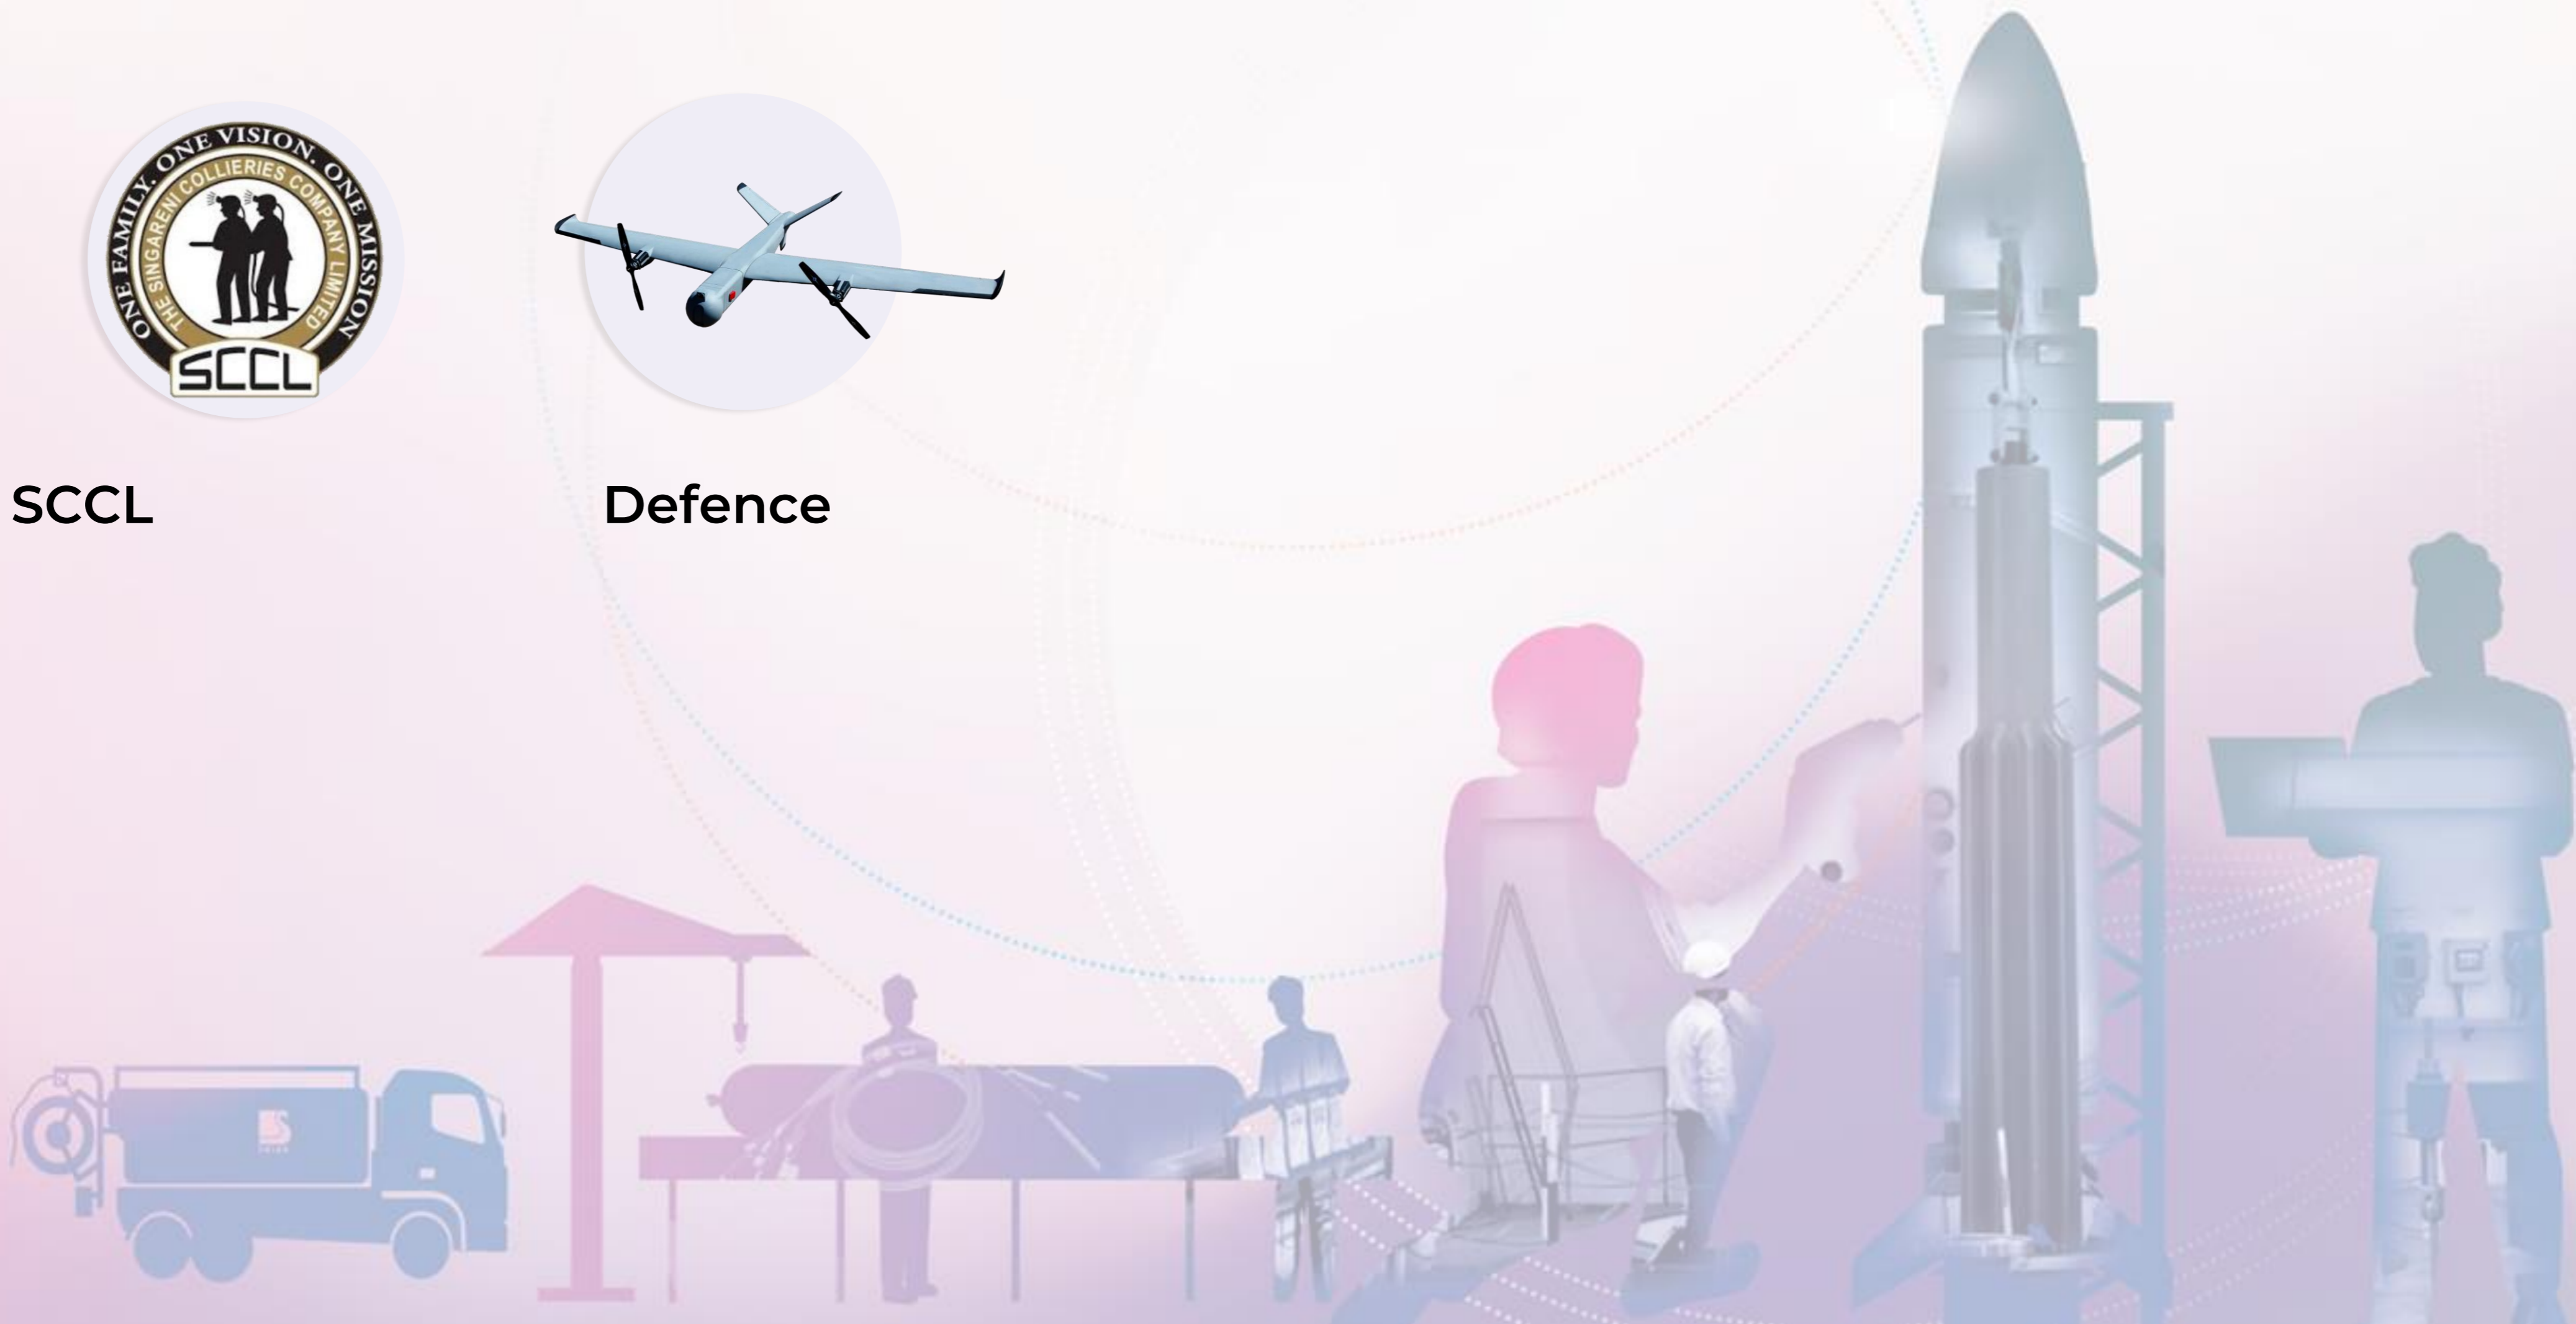 ONE FAMILY. ONE VISION. ONE MISSION
THE SINGARENI COLLIERIES COMPANY LIMITED
SCCL
SCCL
Defence